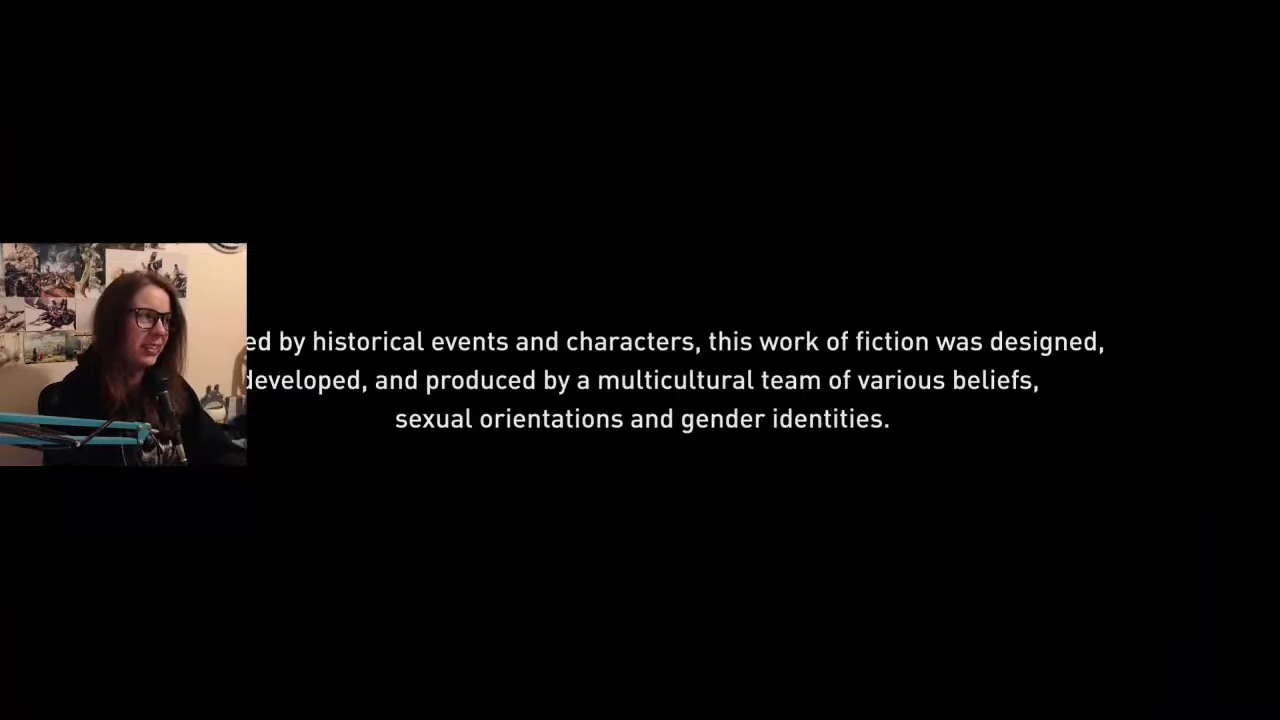 by historical events and characters, this work of fiction was designed,
developed, and produced by a multicultural team of various beliefs,
sexual orientations and gender identities.